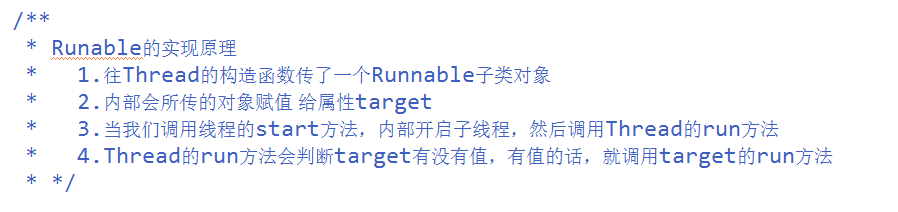 /**
* Runable的实现原理
* 1.往Thread的构造函数传了一个Runnable子类对象
* 2.内部会所传的对象赋值 给属性target
* 3.当我们调用线程的start方法，内部开启子线程，然后调用Thread的run方法
* 4.Thread的run方法会判断target有没有值，有值的话，就调用target的run方法
* */